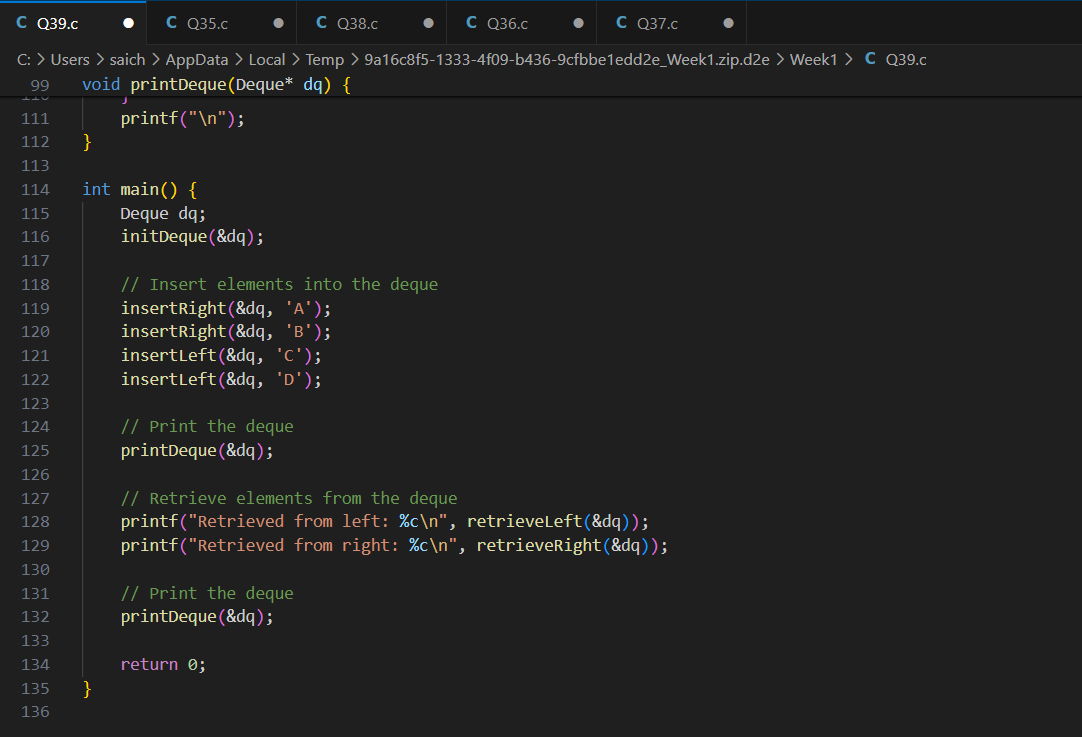 C Q39.c C Q35.c C Q38.c C Q36.c C Q37.c
C: > Users > saich > AppData > Local > Temp > 9a16c8f5-1333-4f09-b436-9cfbbe1edd2e_Week1.zip.d2e > Week1 > C Q39.c
99 void printDeque(Deque* dq) {
110 }
111 printf("\n");
112 }
113
114 int main() {
115 Deque dq;
116 initDeque(&dq);
117
118 // Insert elements into the deque
119 insertRight(&dq, 'A');
120 insertRight(&dq, 'B');
121 insertLeft(&dq, 'C');
122 insertLeft(&dq, 'D');
123
124 // Print the deque
125 printDeque(&dq);
126
127 // Retrieve elements from the deque
128 printf("Retrieved from left: %c\n", retrieveLeft(&dq));
129 printf("Retrieved from right: %c\n", retrieveRight(&dq));
130
131 // Print the deque
132 printDeque(&dq);
133
134 return 0;
135 }
136